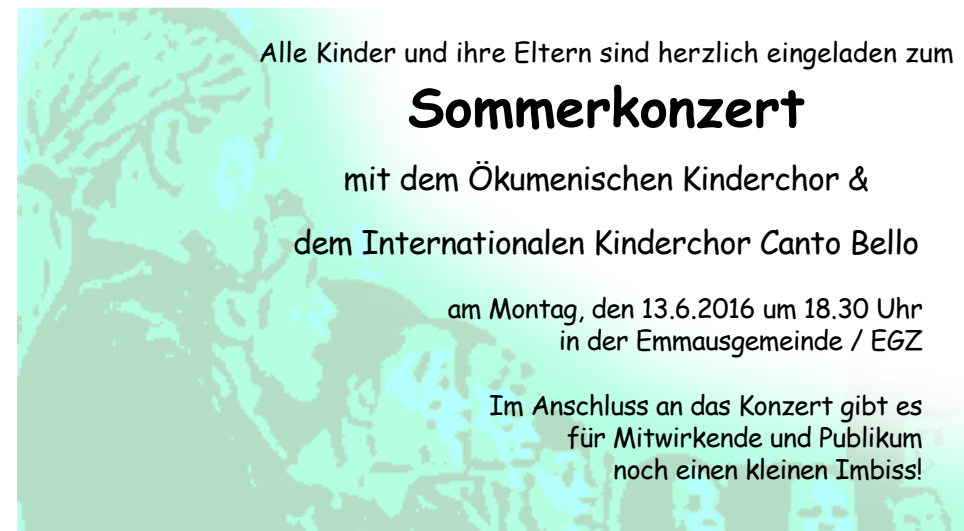 Alle Kinder und ihre Eltern sind herzlich eingeladen zum
Sommerkonzert
mit dem Ökumenischen Kinderchor &
dem Internationalen Kinderchor Canto Bello
am Montag, den 13.6.2016 um 18.30 Uhr
in der Emmausgemeinde / EGZ
Im Anschluss an das Konzert gibt es
für Mitwirkende und Publikum
noch einen kleinen Imbiss!